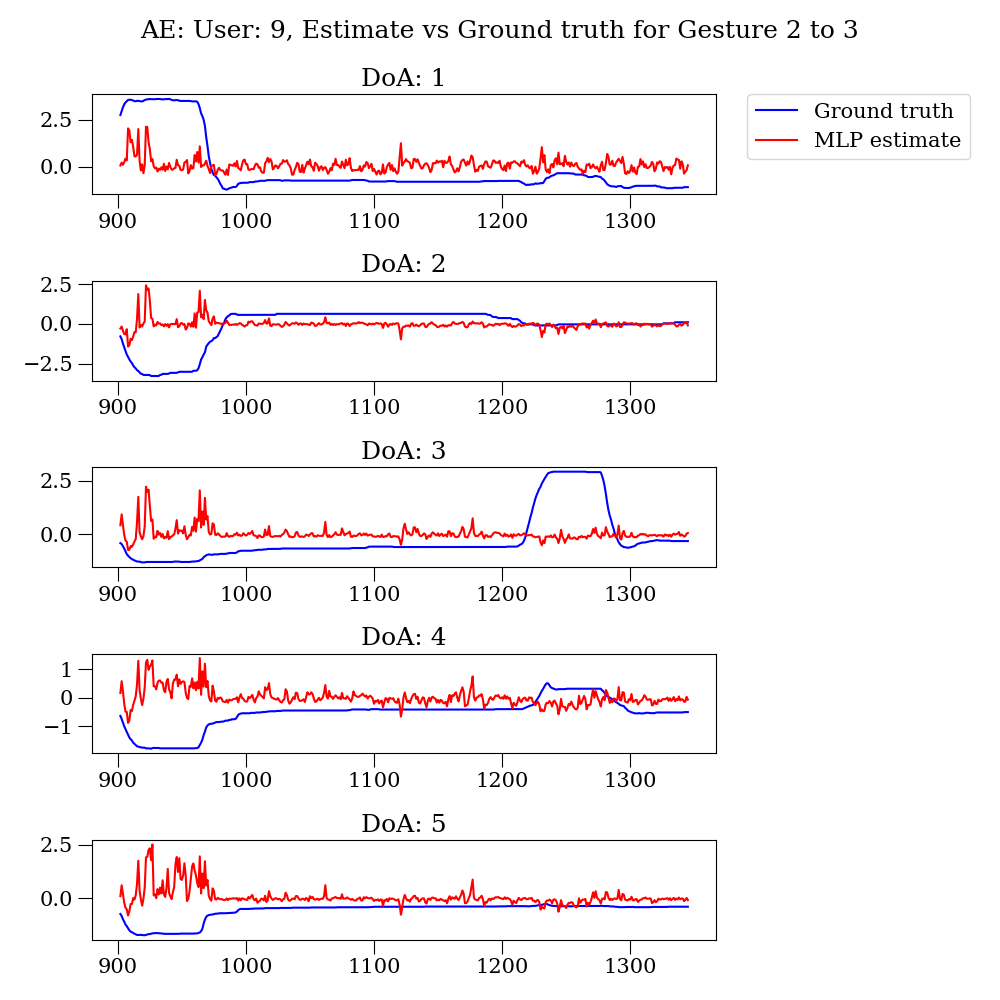 AE: User: 9, Estimate vs Ground truth for Gesture 2 to 3
DoA: 1
Ground truth
MLP estimate
2.5
0.0
900 1000 1100 1200 1300
DoA: 2
2.5
0.0
−2.5
900 1000 1100 1200 1300
DoA: 3
2.5
0.0
900 1000 1100 1200 1300
DoA: 4
1
0
−1
900 1000 1100 1200 1300
DoA: 5
2.5
0.0
900 1000 1100 1200 1300